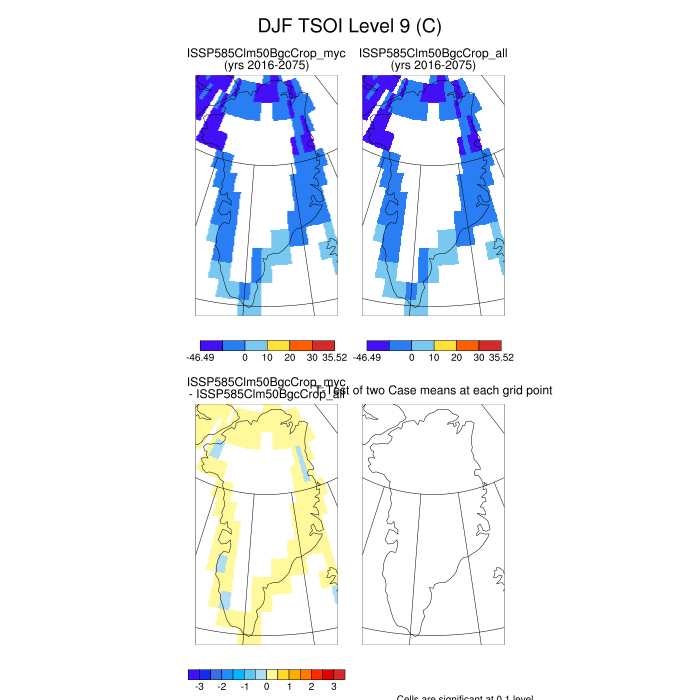 DJF TSOI Level 9 (C)
ISSP585Clm50BgcCrop_myc
(yrs 2016-2075)
ISSP585Clm50BgcCrop_all
(yrs 2016-2075)
-46.49 0 10 20 30 35.52
-46.49 0 10 20 30 35.52
ISSP585Clm50BgcCrop_myc
- ISSP585Clm50BgcCrop_all
T-Test of two Case means at each grid point
-3 -2 -1 0 1 2 3
Cells are significant at 0.1 level